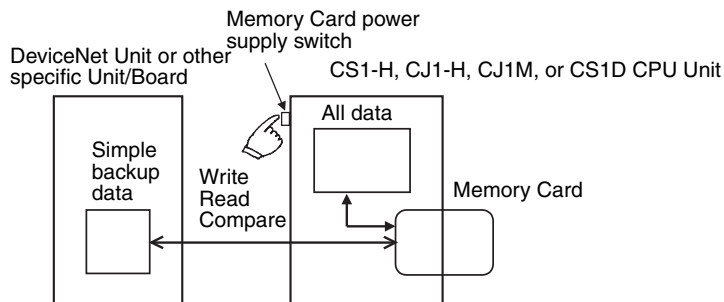 Memory Card power
supply switch
DeviceNet Unit or other
specific Unit/Board
CS1-H, CJ1-H, CJ1M, or CS1D CPU Unit
All data
Simple
backup
data
Write
Read
Compare
Memory Card